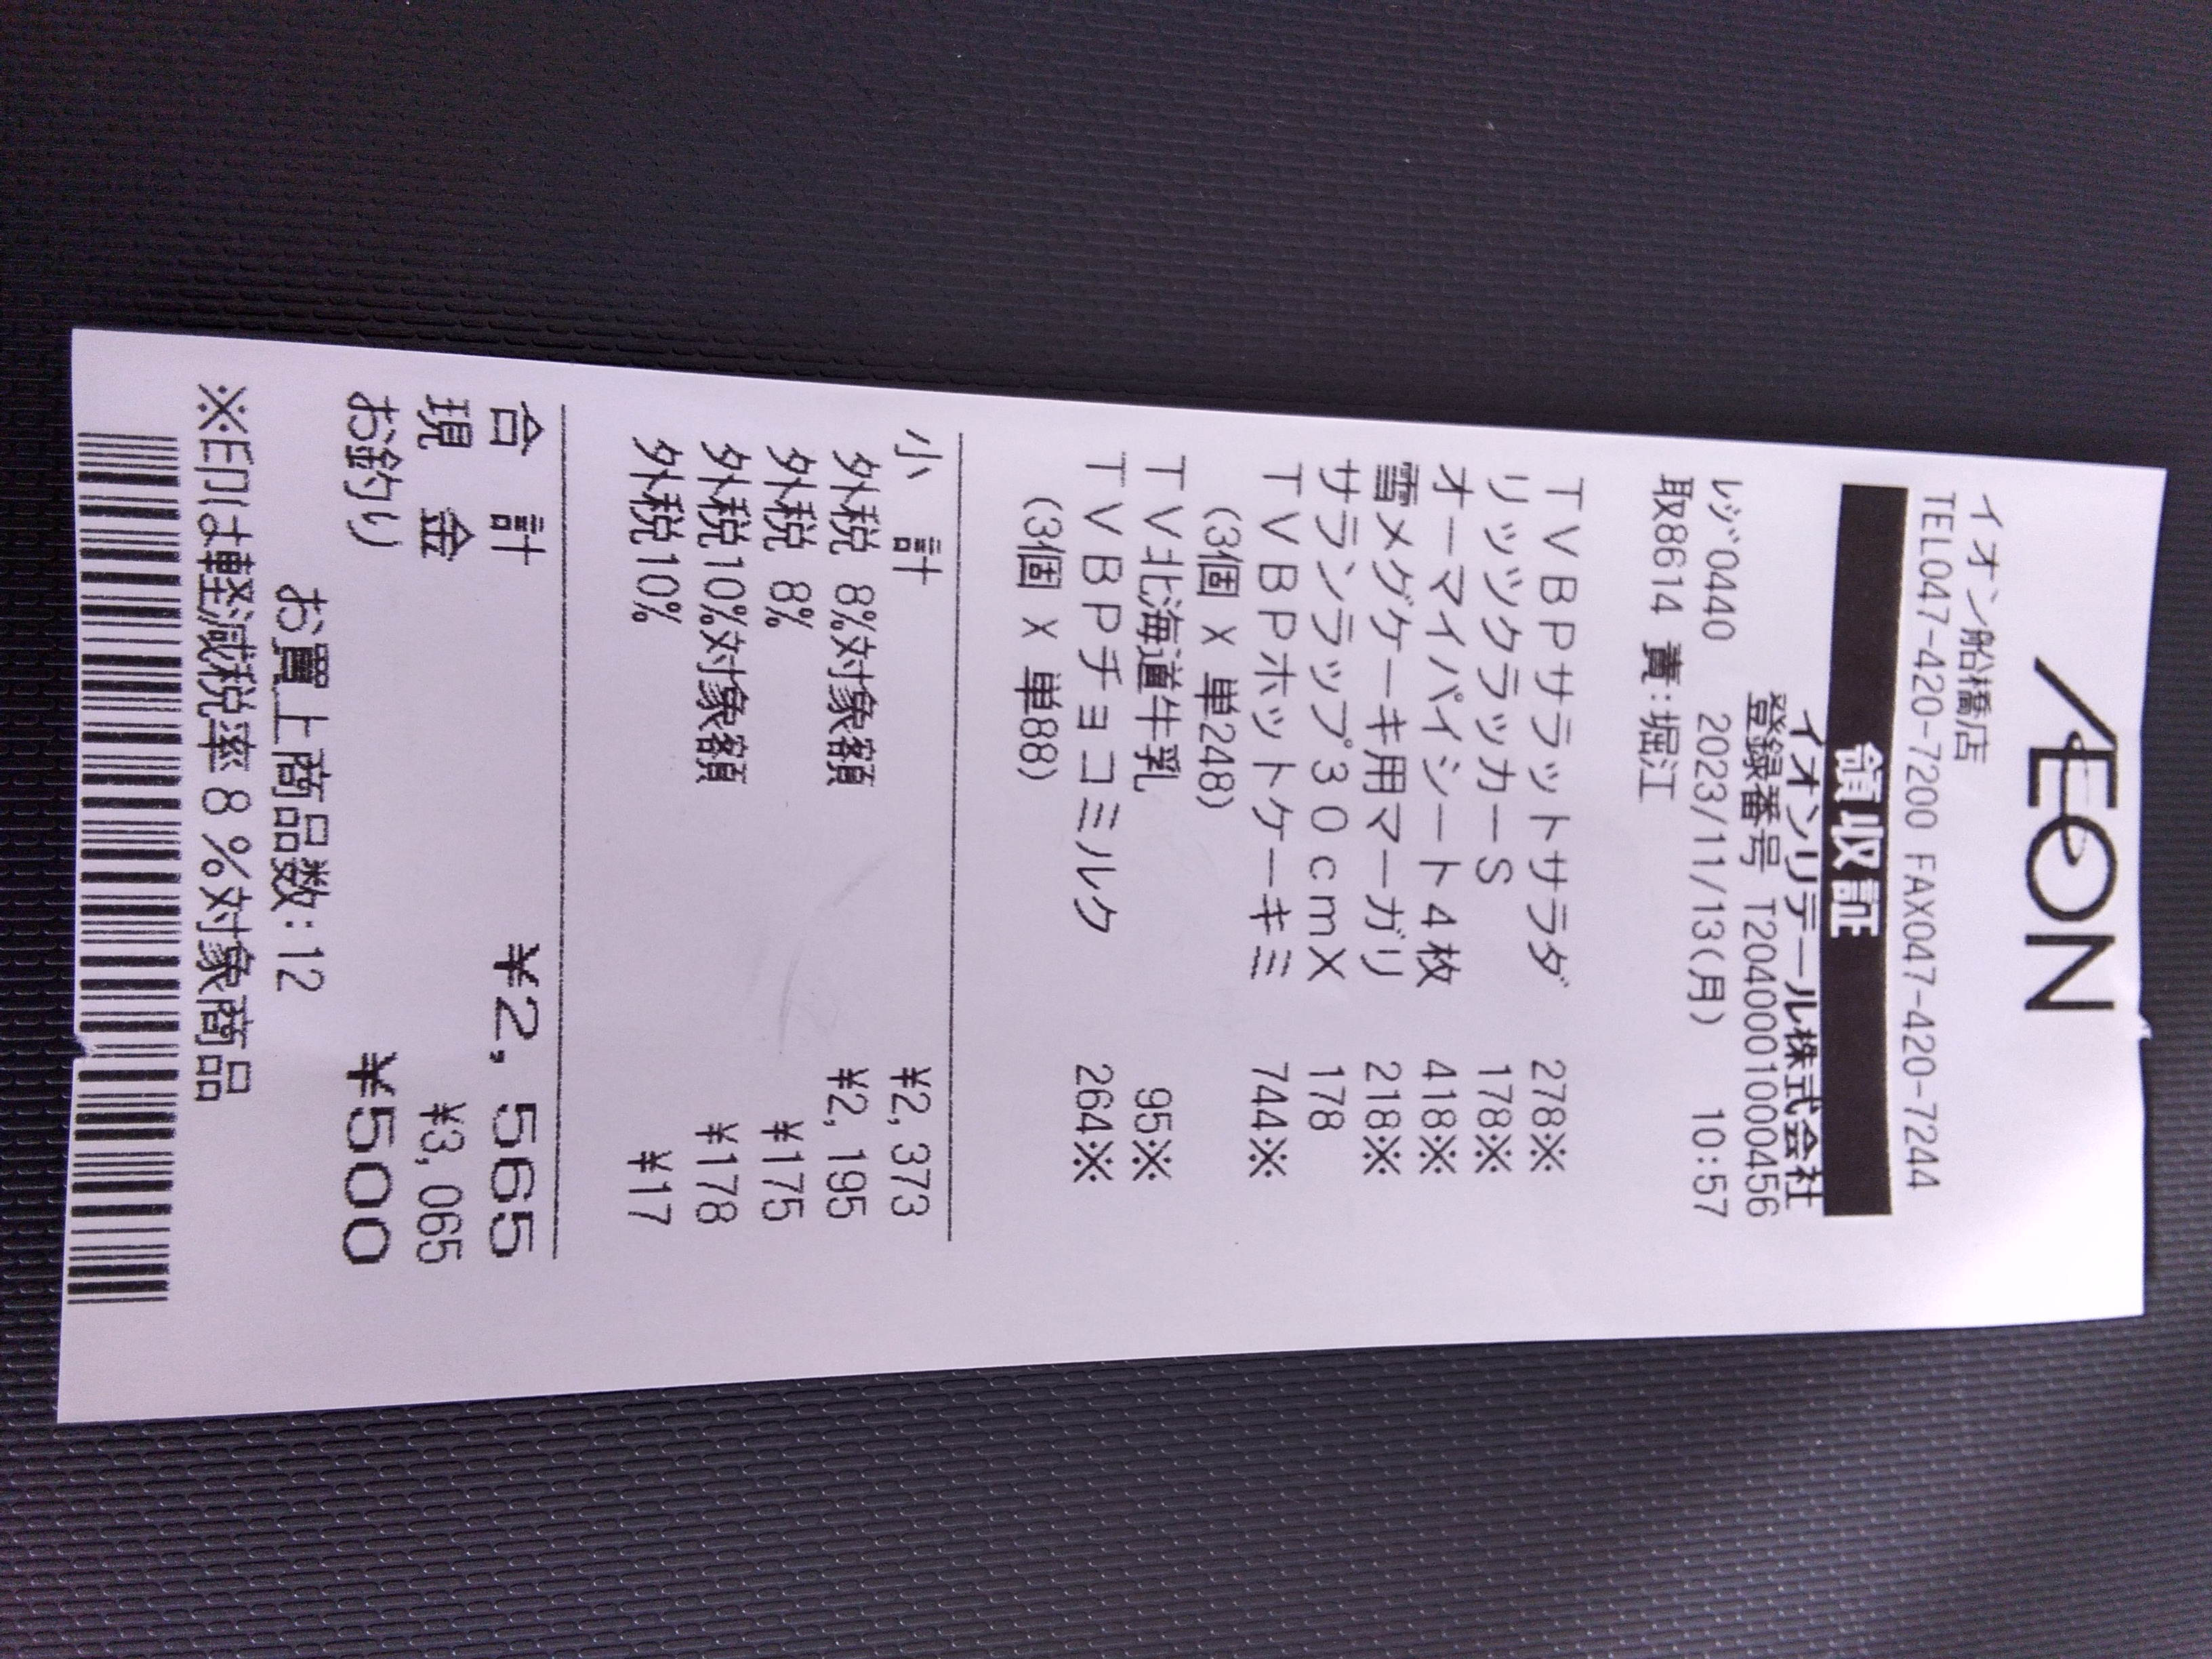 AEON
イオン船橋店
TEL047-420-7200 FAX047-420-7244
領収証
イオンリテール株式会社
登録番号 T2040001000456
ﾚｼﾞ0440 2023/11/13(月) 10:57
取8614 責:堀江
TVBPサラットサラダ 278※
リッツクラッカーS 178※
オーマイパイシート4枚 418※
雪メグケーキ用マーガリ 218※
サランラップ30cmX 178
TVBPホットケーキミ 744※
(3個 X 単248)
TV北海道牛乳 95※
TVBPチョコミルク 264※
(3個 X 単88)
小 計 ¥2,373
外税 8%対象額 ¥2,195
外税 8% ¥175
外税10%対象額 ¥178
外税10% ¥17
合 計 ¥2,565
現 金 ¥3,065
お釣り ¥500
お買上商品数:12
※印は軽減税率8%対象商品